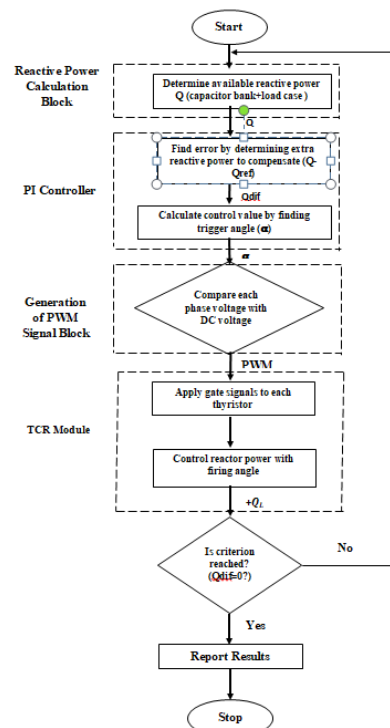 Start
Reactive Power
Calculation
Block
Determine available reactive power
Q (capacitor bank+load case )
Q
PI Controller
Find error by determining extra
reactive power to compensate (Q-
Qref)
Qdif
Calculate control value by finding
trigger angle (α)
α
Generation
of PWM
Signal Block
Compare each
phase voltage with
DC voltage
PWM
TCR Module
Apply gate signals to each
thyristor
Control reactor power with
firing angle
+Q_L
Is criterion
reached?
(Qdif=0?)
No
Yes
Report Results
Stop